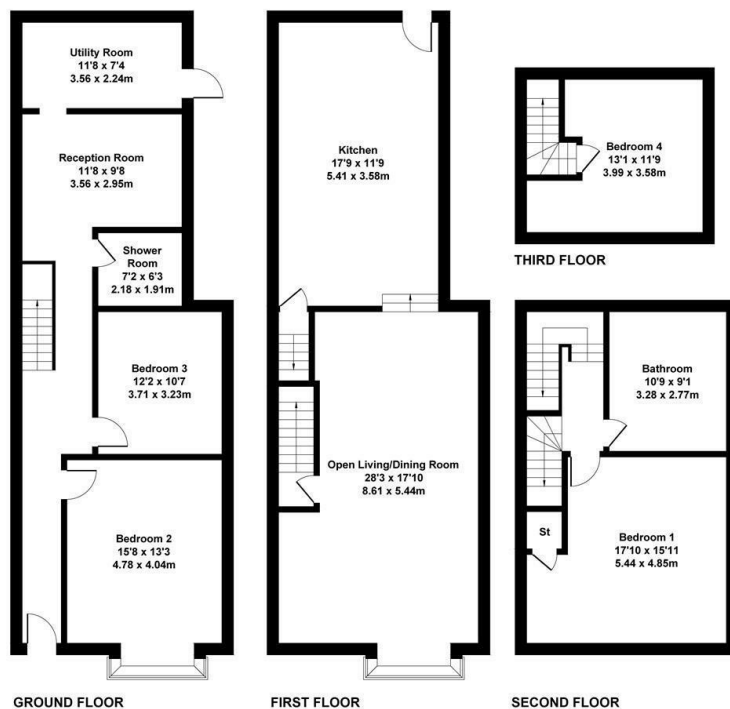 Utility Room
11'8 x 7'4
3.56 x 2.24m
Reception Room
11'8 x 9'8
3.56 x 2.95m
Shower
Room
7'2 x 6'3
2.18 x 1.91m
Bedroom 3
12'2 x 10'7
3.71 x 3.23m
Bedroom 2
15'8 x 13'3
4.78 x 4.04m
GROUND FLOOR
Kitchen
17'9 x 11'9
5.41 x 3.58m
Open Living/Dining Room
28'3 x 17'10
8.61 x 5.44m
FIRST FLOOR
Bedroom 4
13'1 x 11'9
3.99 x 3.58m
THIRD FLOOR
Bathroom
10'9 x 9'1
3.28 x 2.77m
St
Bedroom 1
17'10 x 15'11
5.44 x 4.85m
SECOND FLOOR